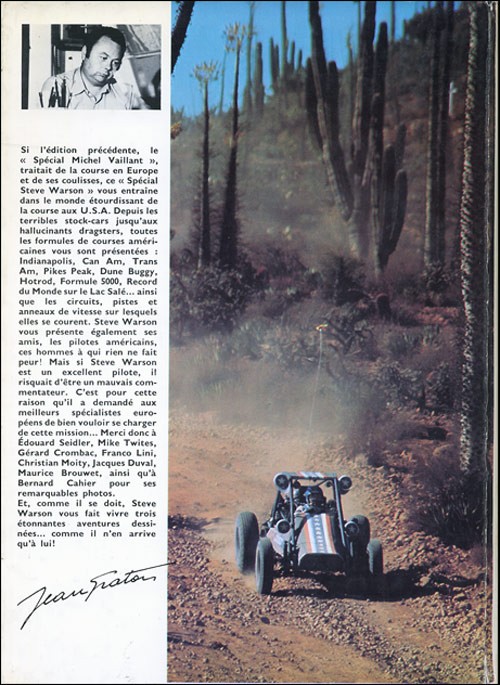 Si l'édition précédente, le
« Spécial Michel Vaillant »,
traitait de la course en Europe
et de ses coulisses, ce « Spécial
Steve Warson » vous entraîne
dans le monde étourdissant de
la course aux U.S.A. Depuis les
terribles stock-cars jusqu'aux
hallucinants dragsters, toutes
les formules de courses améri-
caines vous sont présentées :
Indianapolis, Can Am, Trans
Am, Pikes Peak, Dune Buggy,
Hotrod, Formule 5000, Record
du Monde sur le Lac Salé... ainsi
que les circuits, pistes et
anneaux de vitesse sur lesquels
elles se courent. Steve Warson
vous présente également ses
amis, les pilotes américains,
ces hommes à qui rien ne fait
peur! Mais si Steve Warson
est un excellent pilote, il
risquait d'être un mauvais com-
mentateur. C'est pour cette
raison qu'il a demandé aux
meilleurs spécialistes euro-
péens de bien vouloir se charger
de cette mission... Merci donc à
Édouard Seidler, Mike Twites,
Gérard Crombac, Franco Lini,
Christian Moity, Jacques Duval,
Maurice Brouwet, ainsi qu'à
Bernard Cahier pour ses
remarquables photos.
Et, comme il se doit, Steve
Warson vous fait vivre trois
étonnantes aventures dessi-
nées... comme il n'en arrive
qu'à lui!
Jean Graton